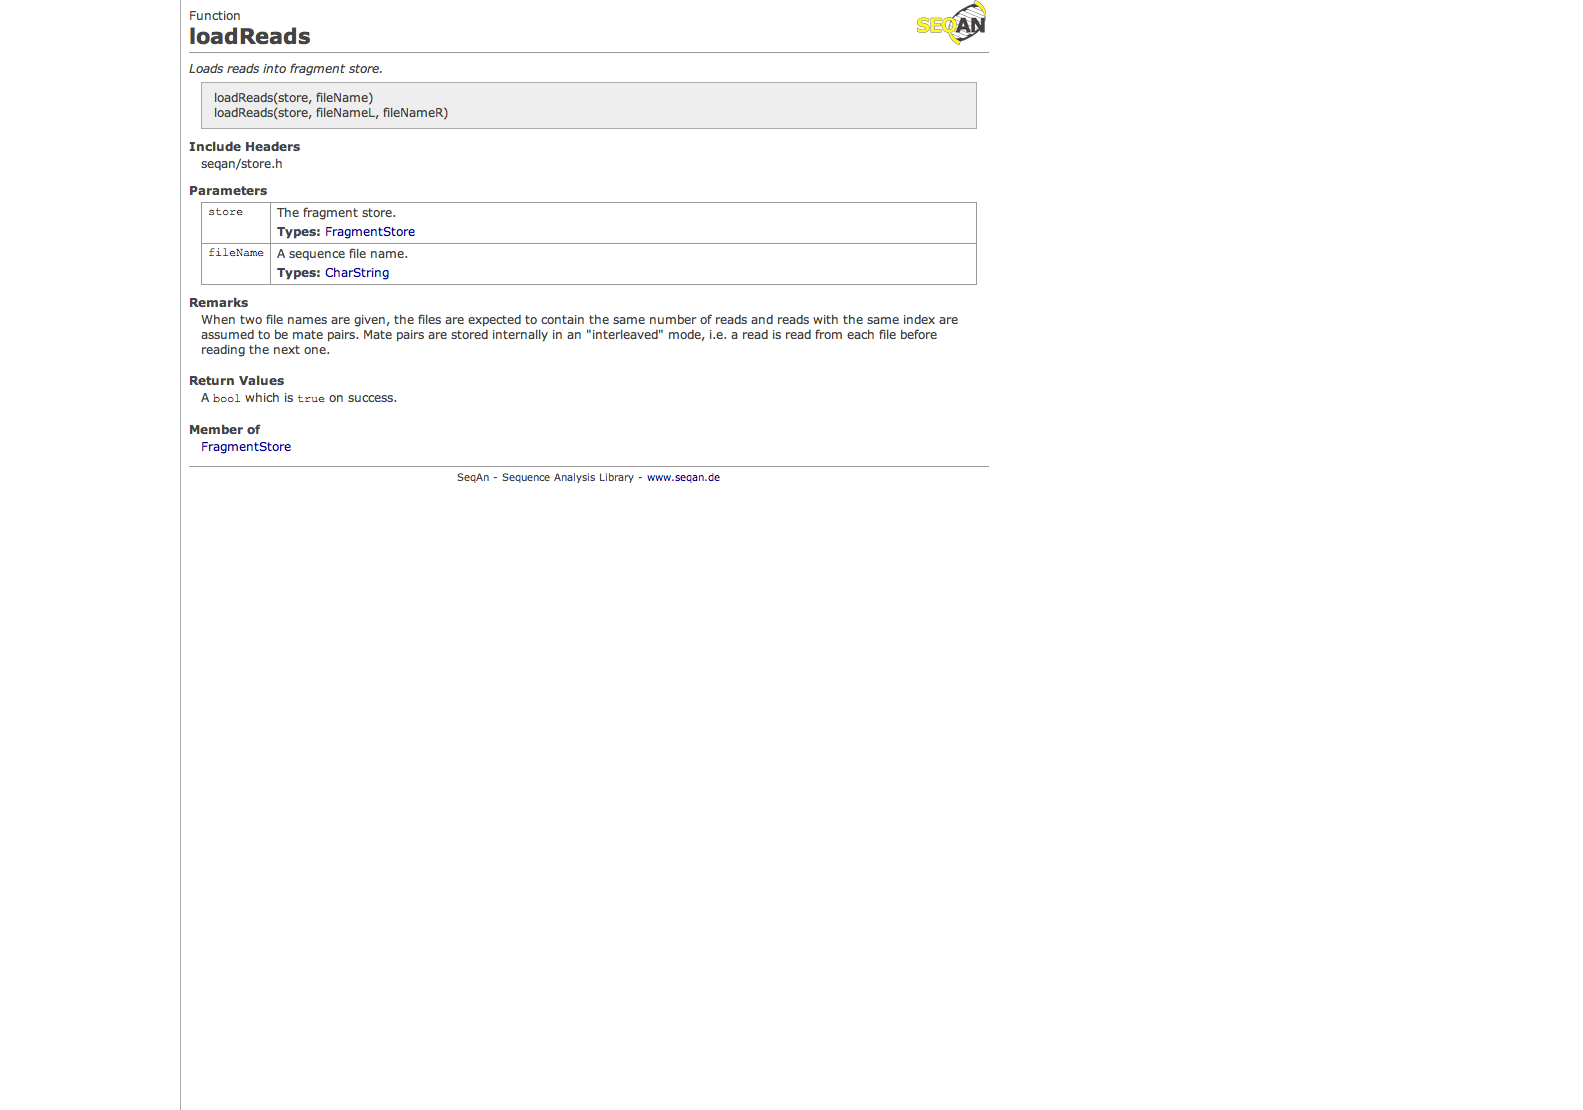 Function
loadReads
SEQAN
Loads reads into fragment store.
loadReads(store, fileName)
loadReads(store, fileNameL, fileNameR)
Include Headers
seqan/store.h
Parameters
store The fragment store.
Types: FragmentStore
fileName A sequence file name.
Types: CharString
Remarks
When two file names are given, the files are expected to contain the same number of reads and reads with the same index are
assumed to be mate pairs. Mate pairs are stored internally in an "interleaved" mode, i.e. a read is read from each file before
reading the next one.
Return Values
A bool which is true on success.
Member of
FragmentStore
SeqAn - Sequence Analysis Library - www.seqan.de